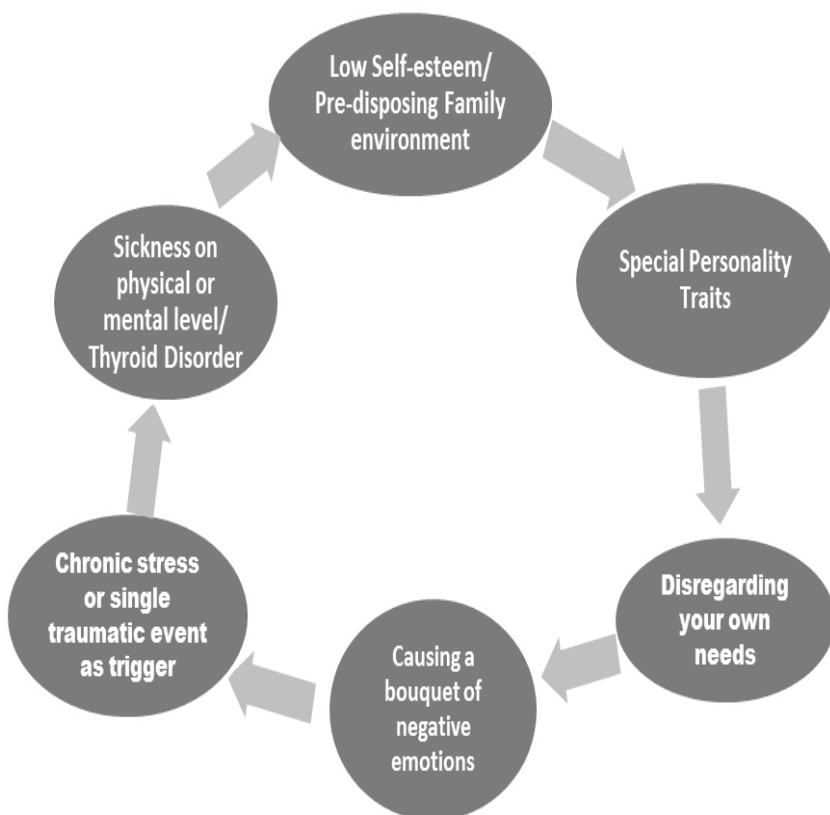 Low Self-esteem/
Pre-disposing Family
environment
Special Personality
Traits
Disregarding
your own
needs
Causing a
bouquet of
negative
emotions
Chronic stress
or single
traumatic event
as trigger
Sickness on
physical or
mental level/
Thyroid Disorder